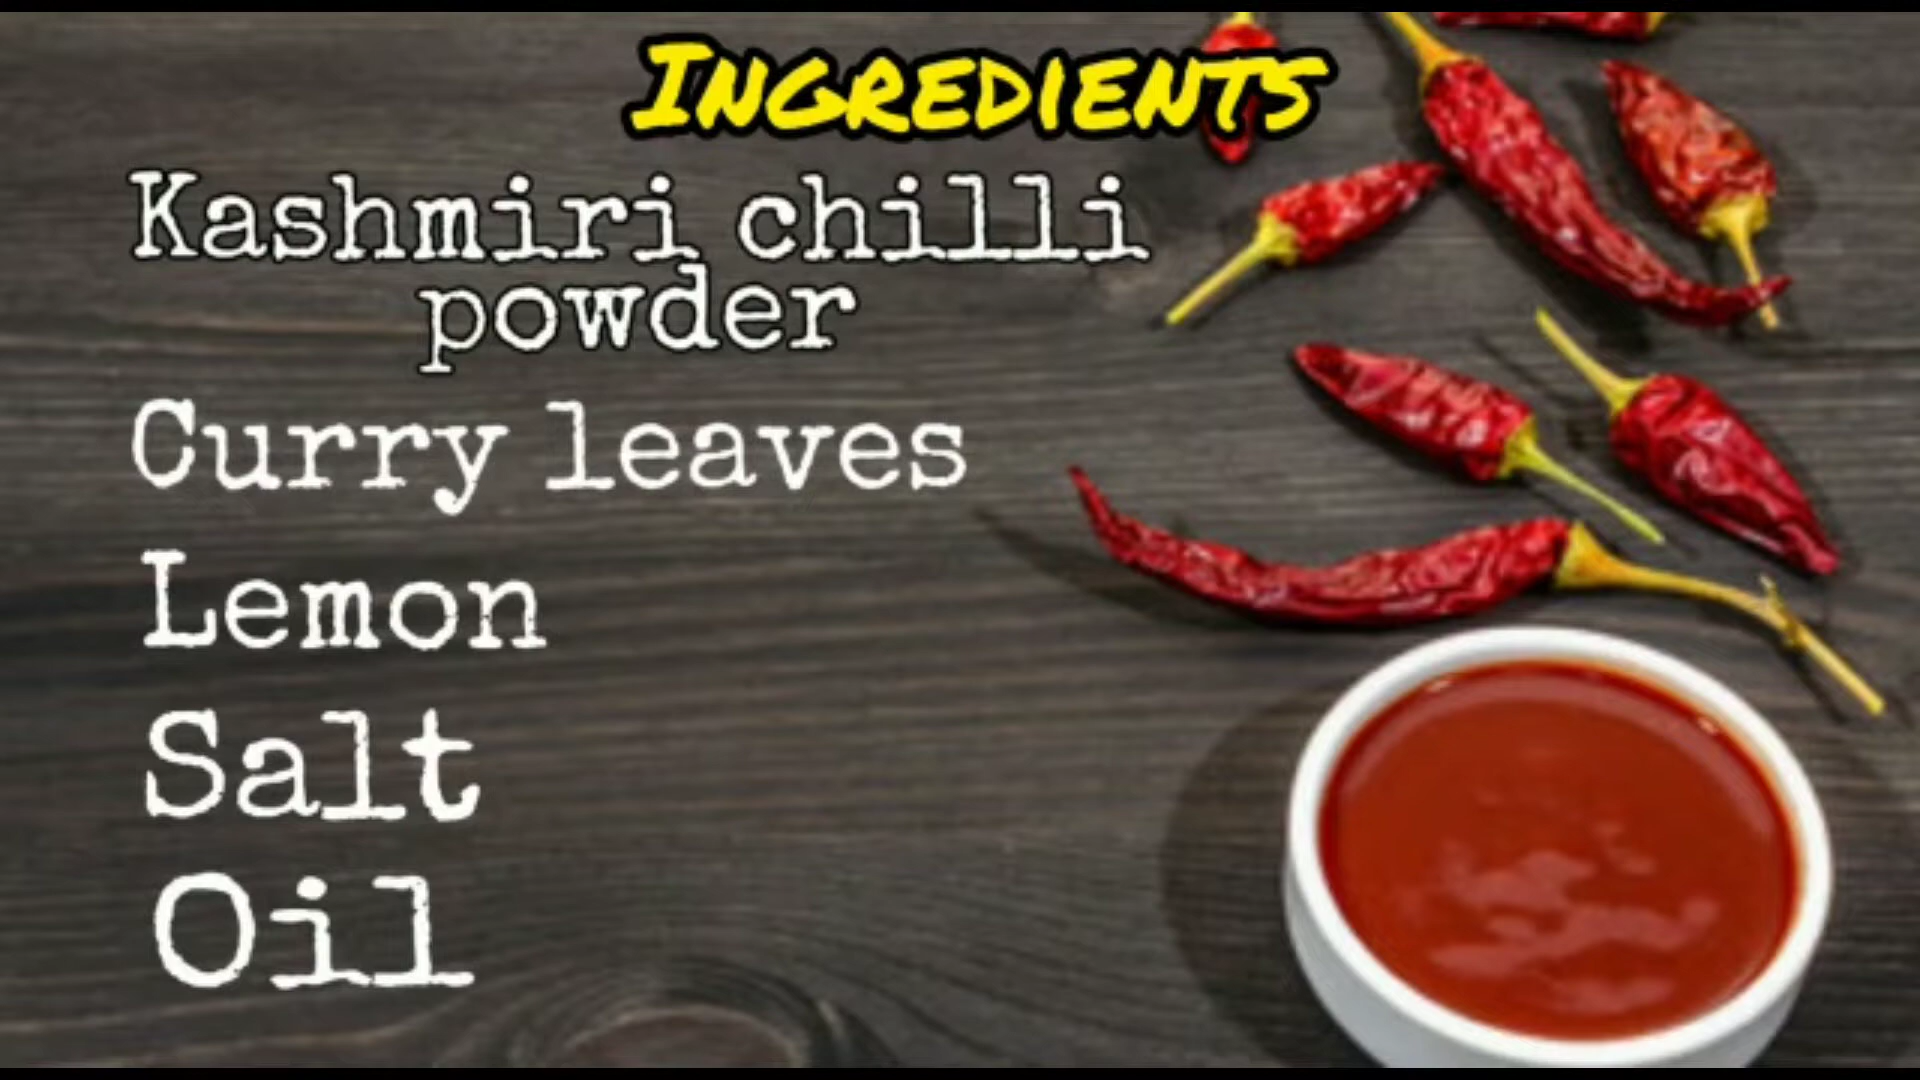 INGREDIENTS
Kashmiri chilli
powder
Curry leaves
Lemon
Salt
Oil